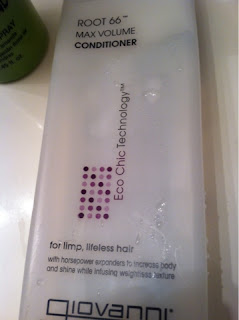 ROOT 66™
MAX VOLUME
CONDITIONER
Eco Chic Technology™
for limp, lifeless hair
with horsepower expanders to increase body
and shine while infusing weightless texture
giovanni